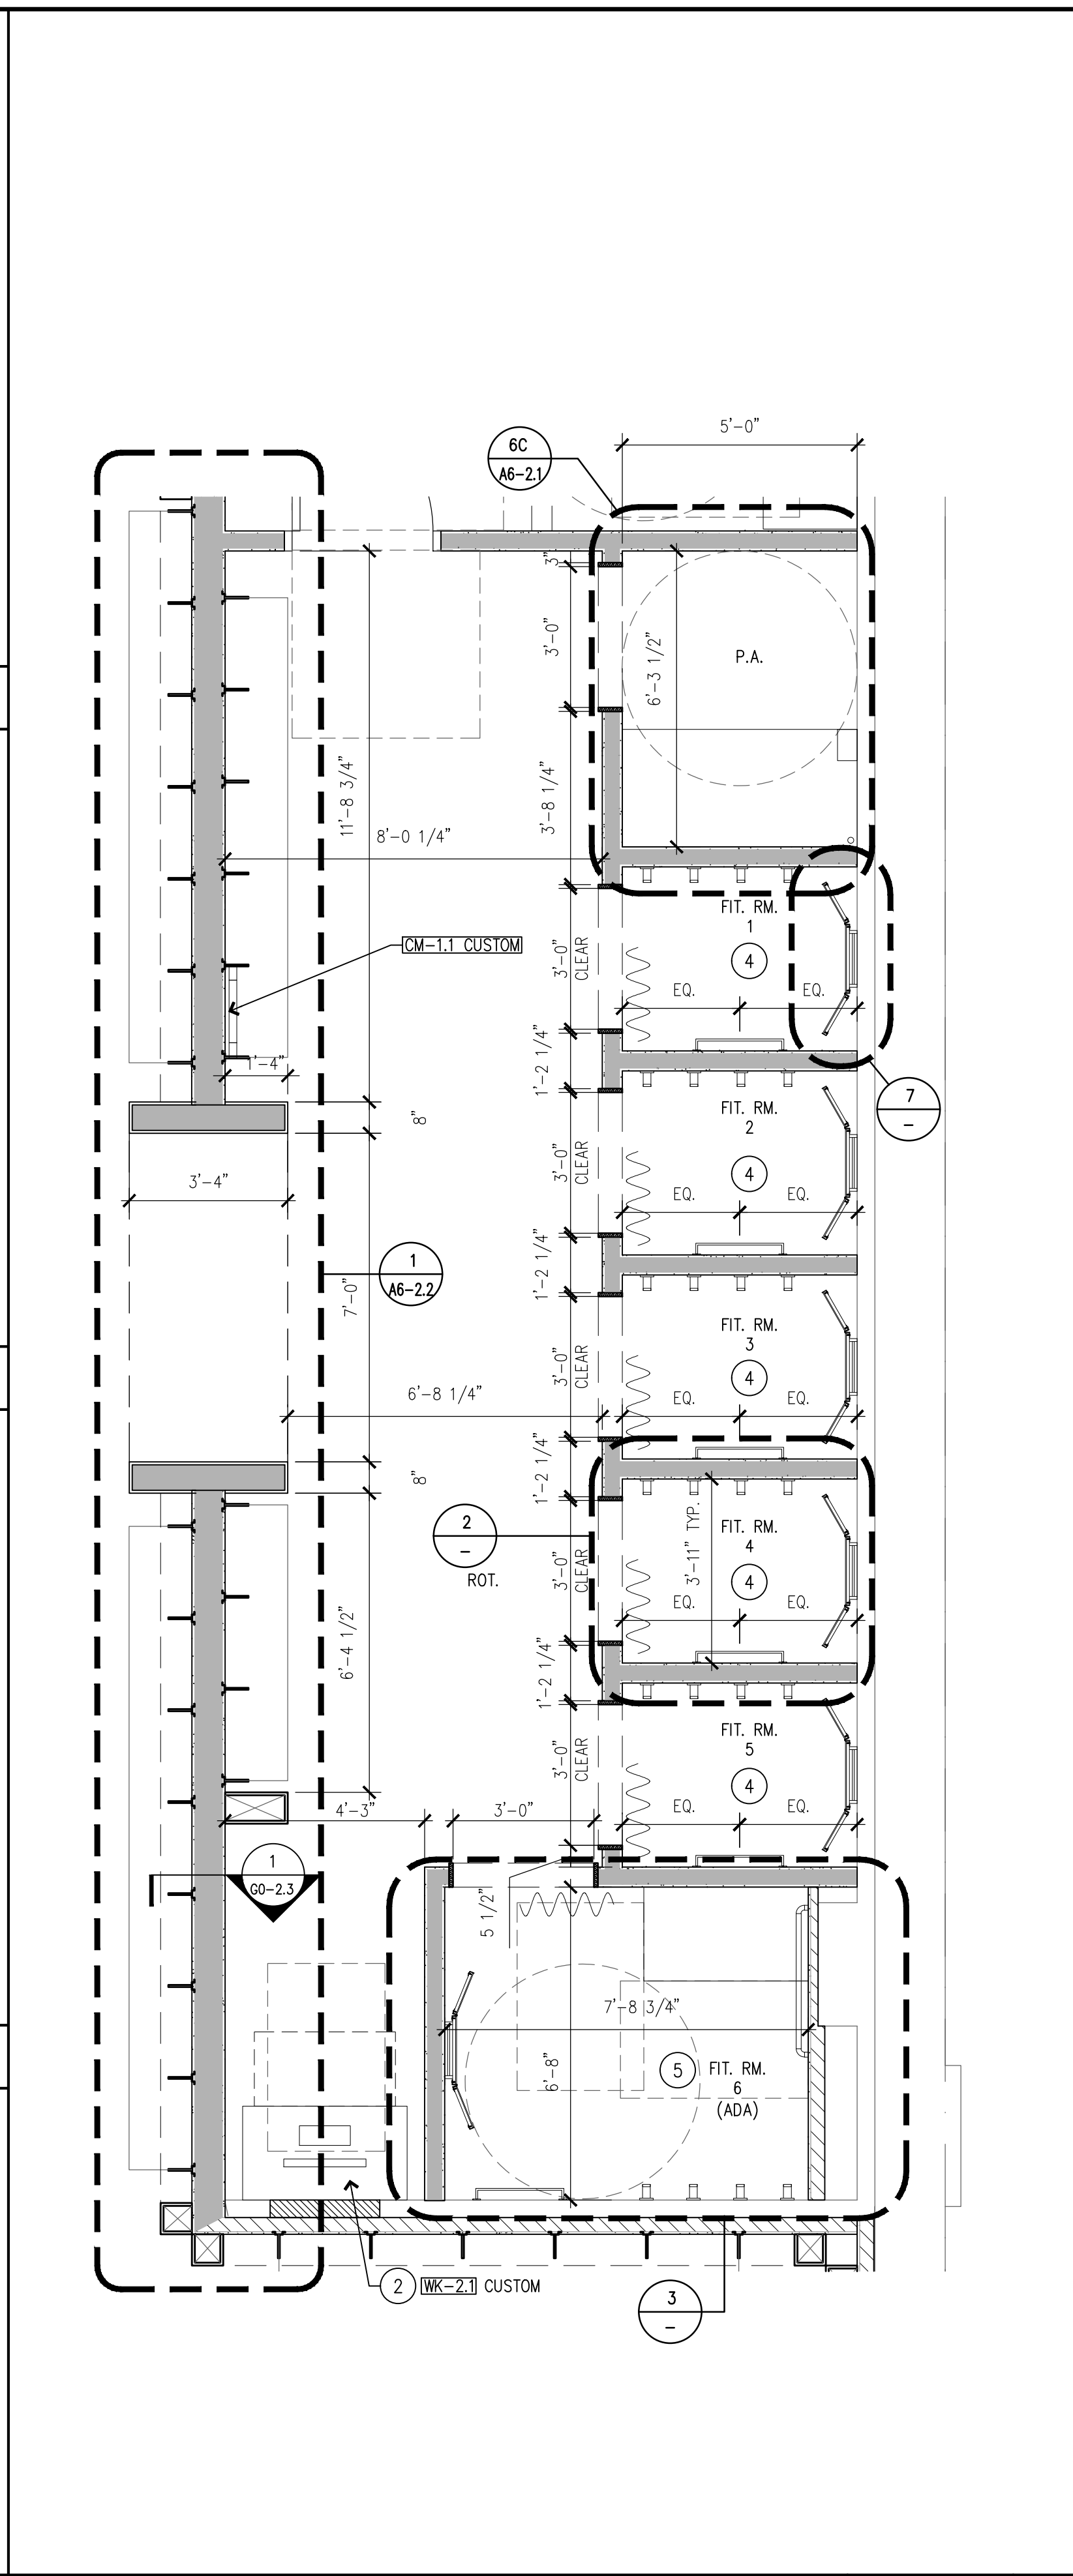 5'-0"
6C
A6-2.1
3"
3'-0"
6'-3 1/2"
P.A.
11'-8 3/4"
3'-8 1/4"
8'-0 1/4"
FIT. RM.
1
CM-1.1 CUSTOM
3'-0"
CLEAR
4
EQ.
EQ.
1'-4"
1'-2 1/4"
7
-
8"
FIT. RM.
2
3'-0"
CLEAR
4
3'-4"
EQ.
EQ.
1
A6-2.2
7'-0"
1'-2 1/4"
FIT. RM.
3
3'-0"
CLEAR
4
6'-8 1/4"
EQ.
EQ.
8"
1'-2 1/4"
2
-
ROT.
FIT. RM.
4
3'-11" TYP.
3'-0"
CLEAR
4
EQ.
EQ.
6'-4 1/2"
1'-2 1/4"
FIT. RM.
5
3'-0"
CLEAR
4
4'-3"
3'-0"
EQ.
EQ.
1
G0-2.3
5 1/2"
7'-8 3/4"
6'-8"
5
FIT. RM.
6
(ADA)
2
WK-2.1 CUSTOM
3
-